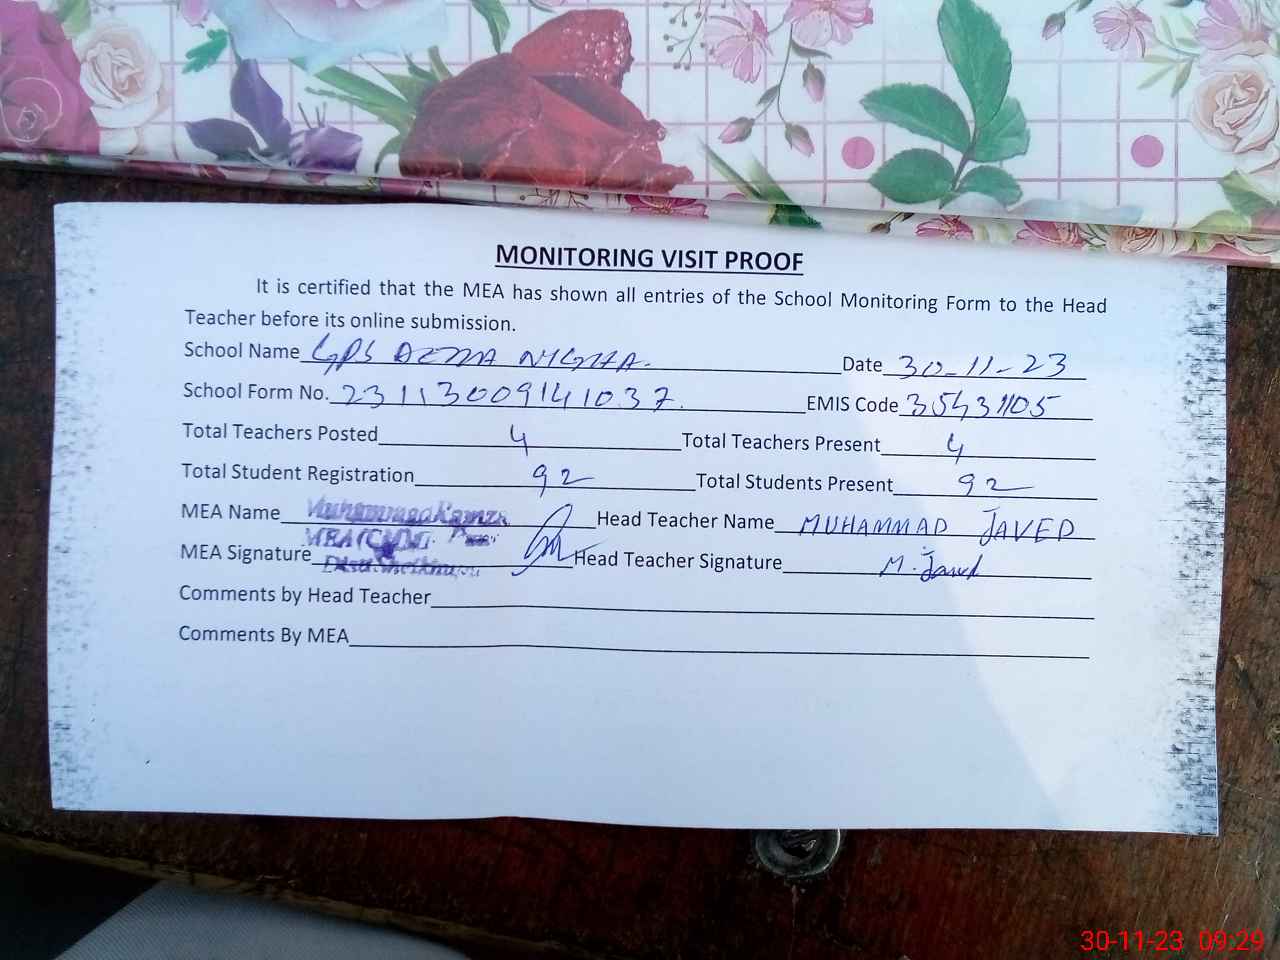 MONITORING VISIT PROOF
It is certified that the MEA has shown all entries of the School Monitoring Form to the Head
Teacher before its online submission.
School Name GPS Date 30-11-23
School Form No. 23113009141037. EMIS Code 35431105
Total Teachers Posted 4 Total Teachers Present 4
Total Student Registration 92 Total Students Present 92
MEA Name Head Teacher Name MUHAMMAD JAVED
MEA Signature Head Teacher Signature M. Javed
Comments by Head Teacher
Comments By MEA
30-11-23 09:29